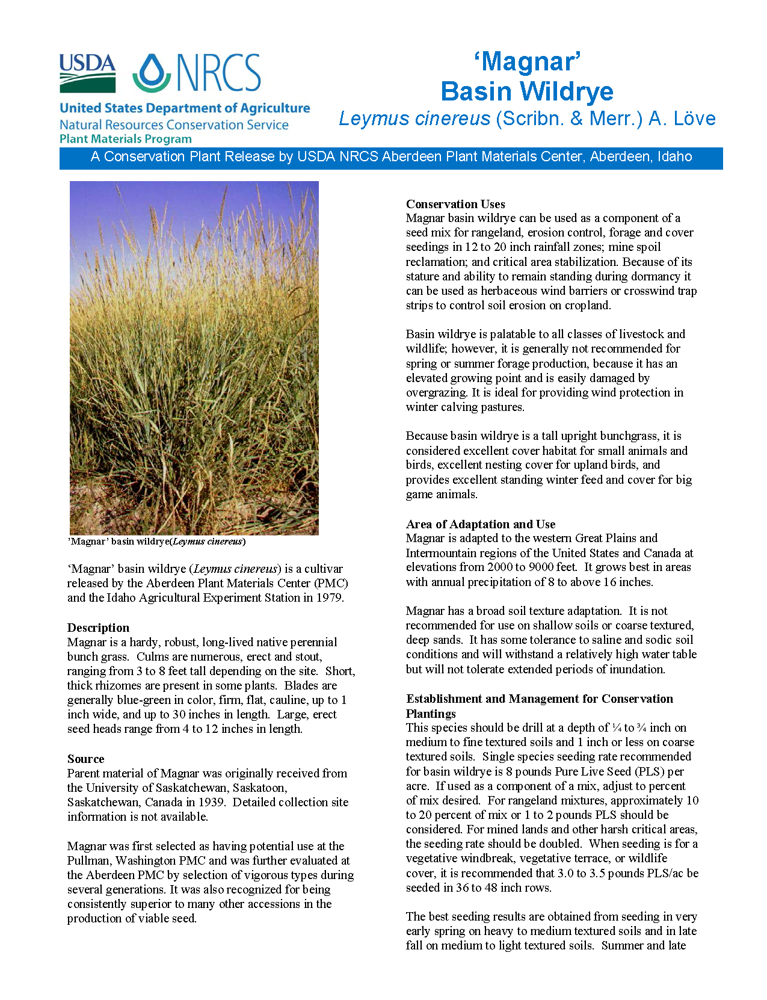 USDA NRCS
United States Department of Agriculture
Natural Resources Conservation Service
Plant Materials Program
‘Magnar’
Basin Wildrye
Leymus cinereus (Scribn. & Merr.) A. Löve
A Conservation Plant Release by USDA NRCS Aberdeen Plant Materials Center, Aberdeen, Idaho
’Magnar’ basin wildrye(Leymus cinereus)
‘Magnar’ basin wildrye (Leymus cinereus) is a cultivar
released by the Aberdeen Plant Materials Center (PMC)
and the Idaho Agricultural Experiment Station in 1979.
Description
Magnar is a hardy, robust, long-lived native perennial
bunch grass.  Culms are numerous, erect and stout,
ranging from 3 to 8 feet tall depending on the site.  Short,
thick rhizomes are present in some plants.  Blades are
generally blue-green in color, firm, flat, cauline, up to 1
inch wide, and up to 30 inches in length.  Large, erect
seed heads range from 4 to 12 inches in length.
Source
Parent material of Magnar was originally received from
the University of Saskatchewan, Saskatoon,
Saskatchewan, Canada in 1939.  Detailed collection site
information is not available.
Magnar was first selected as having potential use at the
Pullman, Washington PMC and was further evaluated at
the Aberdeen PMC by selection of vigorous types during
several generations. It was also recognized for being
consistently superior to many other accessions in the
production of viable seed.
Conservation Uses
Magnar basin wildrye can be used as a component of a
seed mix for rangeland, erosion control, forage and cover
seedings in 12 to 20 inch rainfall zones; mine spoil
reclamation; and critical area stabilization. Because of its
stature and ability to remain standing during dormancy it
can be used as herbaceous wind barriers or crosswind trap
strips to control soil erosion on cropland.
Basin wildrye is palatable to all classes of livestock and
wildlife; however, it is generally not recommended for
spring or summer forage production, because it has an
elevated growing point and is easily damaged by
overgrazing. It is ideal for providing wind protection in
winter calving pastures.
Because basin wildrye is a tall upright bunchgrass, it is
considered excellent cover habitat for small animals and
birds, excellent nesting cover for upland birds, and
provides excellent standing winter feed and cover for big
game animals.
Area of Adaptation and Use
Magnar is adapted to the western Great Plains and
Intermountain regions of the United States and Canada at
elevations from 2000 to 9000 feet.  It grows best in areas
with annual precipitation of 8 to above 16 inches.
Magnar has a broad soil texture adaptation.  It is not
recommended for use on shallow soils or coarse textured,
deep sands.  It has some tolerance to saline and sodic soil
conditions and will withstand a relatively high water table
but will not tolerate extended periods of inundation.
Establishment and Management for Conservation
Plantings
This species should be drill at a depth of ¼ to ¾ inch on
medium to fine textured soils and 1 inch or less on coarse
textured soils.  Single species seeding rate recommended
for basin wildrye is 8 pounds Pure Live Seed (PLS) per
acre.  If used as a component of a mix, adjust to percent
of mix desired.  For rangeland mixtures, approximately 10
to 20 percent of mix or 1 to 2 pounds PLS should be
considered. For mined lands and other harsh critical areas,
the seeding rate should be doubled.  When seeding is for a
vegetative windbreak, vegetative terrace, or wildlife
cover, it is recommended that 3.0 to 3.5 pounds PLS/ac be
seeded in 36 to 48 inch rows.
The best seeding results are obtained from seeding in very
early spring on heavy to medium textured soils and in late
fall on medium to light textured soils.  Summer and late